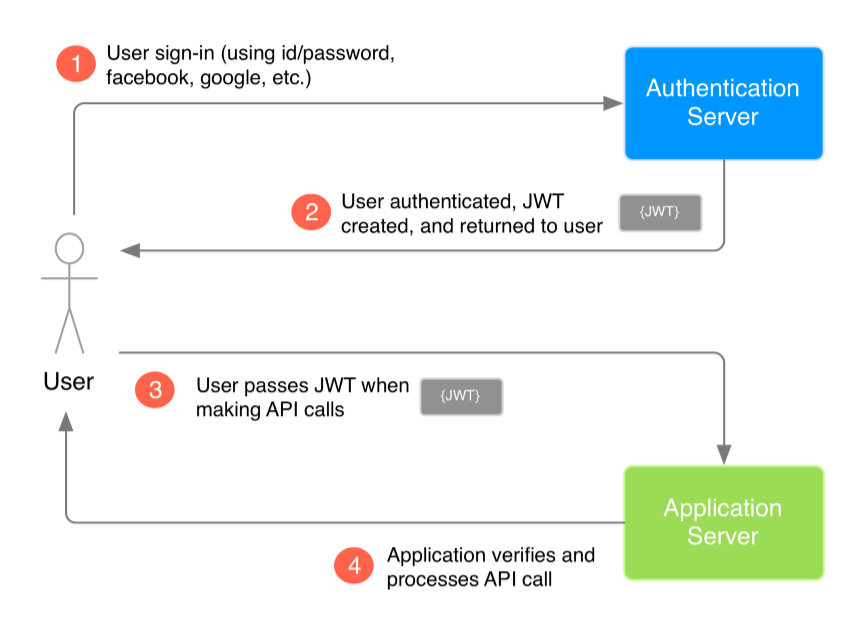 1
User sign-in (using id/password,
facebook, google, etc.)
Authentication
Server
2
User authenticated, JWT
created, and returned to user
{JWT}
User
3
User passes JWT when
making API calls
{JWT}
Application
Server
4
Application verifies and
processes API call